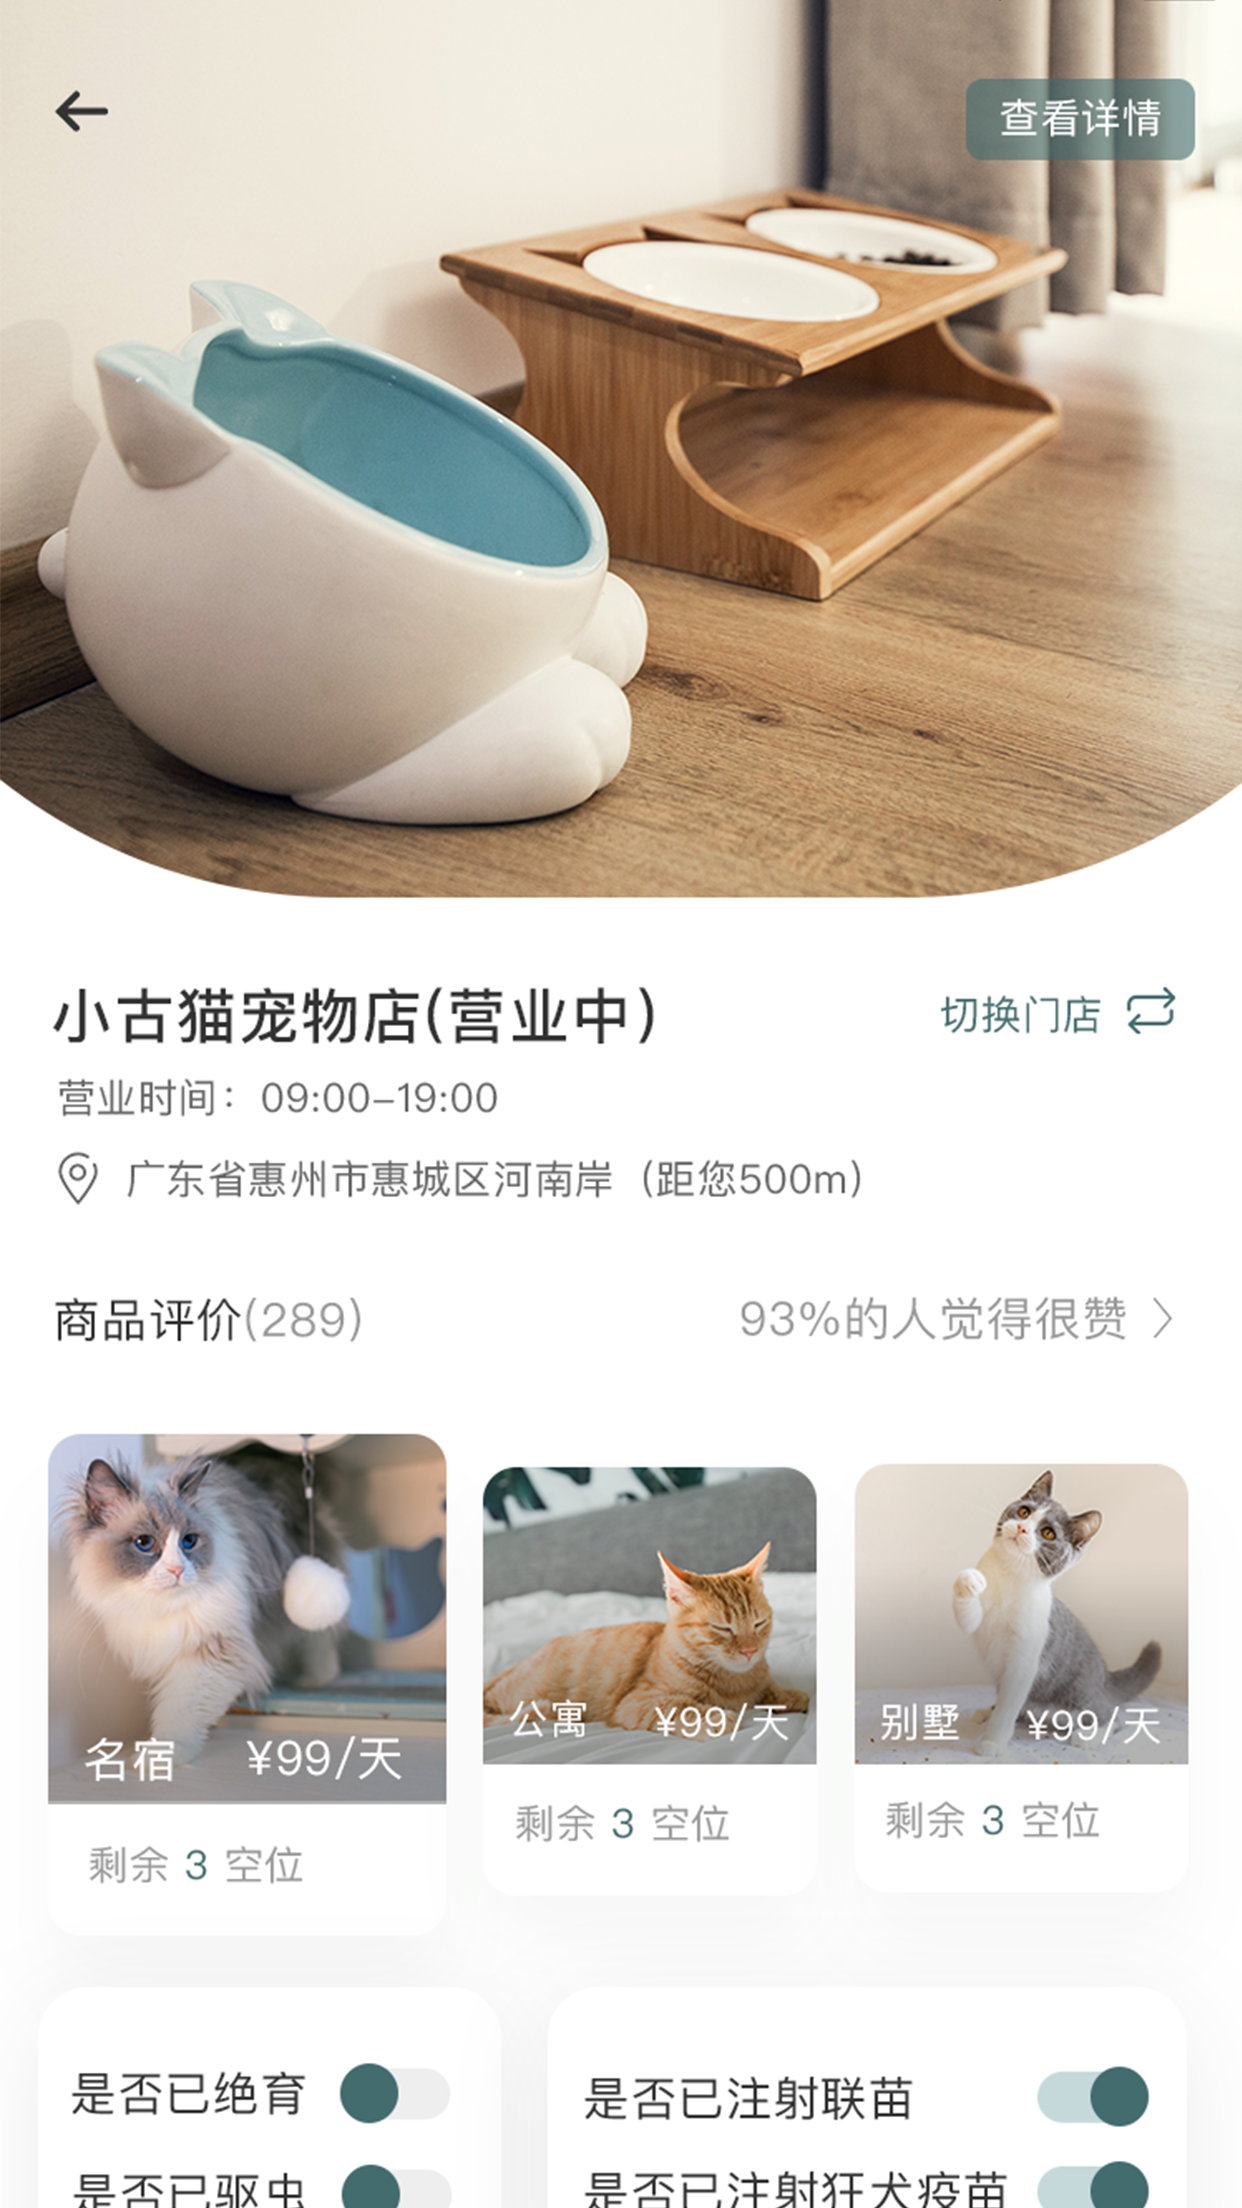 查看详情
小古猫宠物店(营业中)
切换门店
营业时间：09:00-19:00
广东省惠州市惠城区河南岸（距您500m）
商品评价(289)
93%的人觉得很赞
名宿 ¥99/天
剩余 3 空位
公寓 ¥99/天
剩余 3 空位
别墅 ¥99/天
剩余 3 空位
是否已绝育
是否已注射联苗
是否已驱虫
是否已注射狂犬疫苗